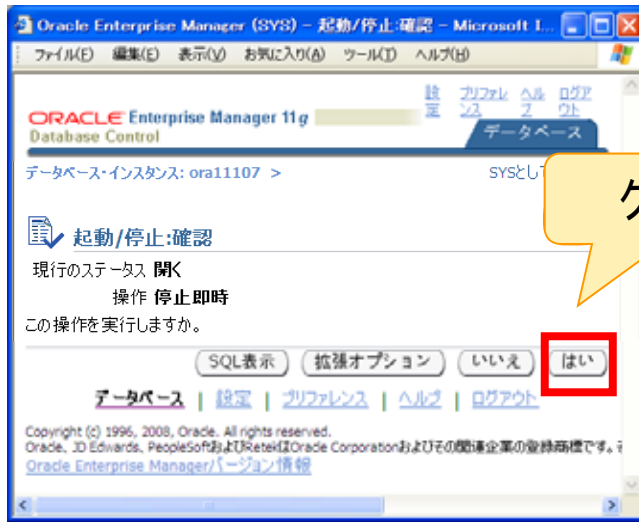 Oracle Enterprise Manager (SYS) - 起動/停止:確認 - Microsoft I...
ファイル(F) 編集(E) 表示(V) お気に入り(A) ツール(T) ヘルプ(H)
設定 プリファレンス ヘルプ ログアウト
ORACLE Enterprise Manager 11g
Database Control
データベース
データベース・インスタンス: ora11107 >
SYSとし
起動/停止:確認
現行のステータス 開く
操作 停止即時
この操作を実行しますか。
SQL表示 拡張オプション いいえ はい
データベース | 設定 | プリファレンス | ヘルプ | ログアウト
Copyright (c) 1996, 2008, Oracle. All rights reserved.
Oracle, JD Edwards, PeopleSoftおよびRetekはOracle Corporationおよびその関連企業の登録商標です。
Oracle Enterprise Managerバージョン情報